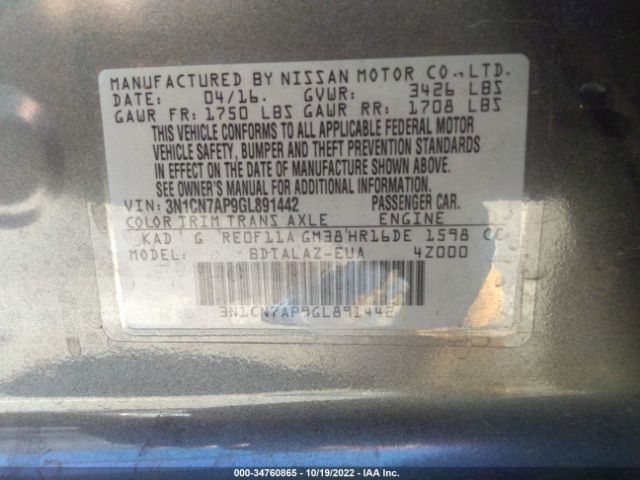 MANUFACTURED BY NISSAN MOTOR CO., LTD.
DATE: 04/16. GVWR: 3426 LBS
GAWR FR: 1750 LBS GAWR RR: 1708 LBS
THIS VEHICLE CONFORMS TO ALL APPLICABLE FEDERAL MOTOR
VEHICLE SAFETY, BUMPER AND THEFT PREVENTION STANDARDS
IN EFFECT ON THE DATE OF MANUFACTURE SHOWN ABOVE.
SEE OWNER'S MANUAL FOR ADDITIONAL INFORMATION.
VIN: 3N1CN7AP9GL891442 PASSENGER CAR.
COLOR TRIM TRANS AXLE ENGINE
KAD G RE0F11A GM38 HR16DE 1598 CC
MODEL: BDTALAZ-EUA 4Z000
3N1CN7AP9GL891442
000-34760865 | 10/19/2022 | IAA Inc.